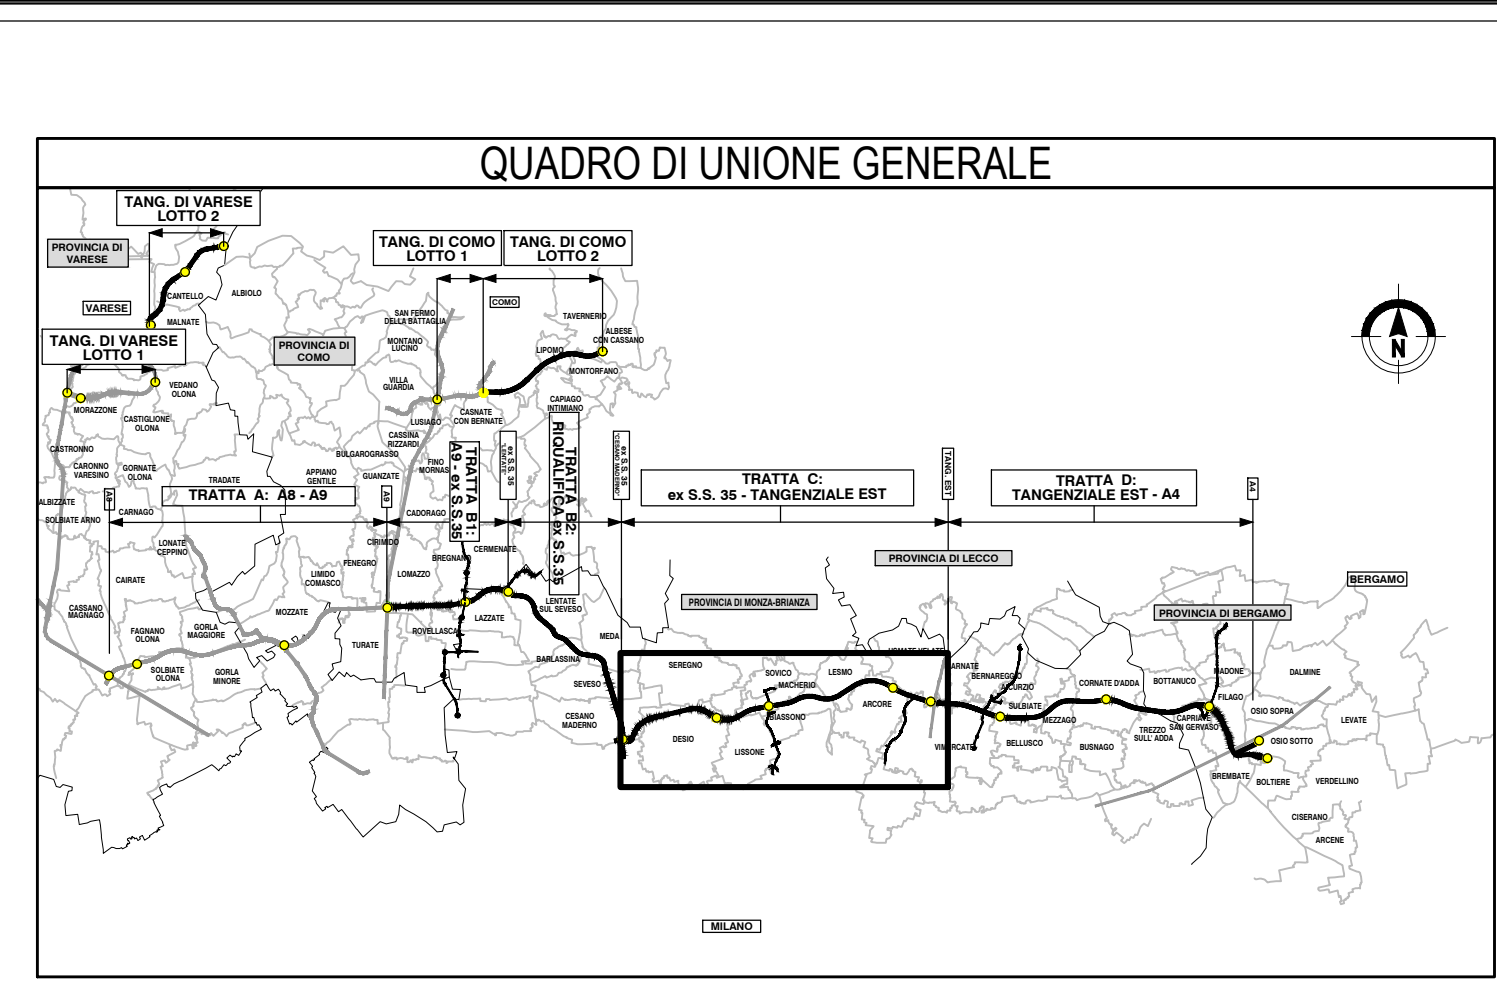 QUADRO DI UNIONE GENERALE
TANG. DI VARESE
LOTTO 2
PROVINCIA DI
VARESE
CANTELLO
ALBIOLO
VARESE
MALNATE
TANG. DI VARESE
LOTTO 1
VEDANO
OLONA
MORAZZONE
CASTIGLIONE
OLONA
TANG. DI COMO
LOTTO 1
TANG. DI COMO
LOTTO 2
COMO
SAN FERMO
DELLA BATTAGLIA
TAVERNERIO
ALBESE
CON CASSANO
PROVINCIA DI
COMO
MONTANO
LUCINO
LIPOMO
MONTORFANO
VILLA
GUARDIA
CAPIAGO
INTIMIANO
CASNATE
CON BERNATE
LUSIAGO
CASSINA
RIZZARDI
BULGAROGRASSO
FINO
MORNAS
GUANZATE
APPIANO
GENTILE
TRADATE
CASTRONNO
CARONNO
VARESINO
GORNATE
OLONA
ALBIZZATE
SOLBIATE ARNO
CARNAGO
A8
TRATTA A: A8 - A9
A9
CADORAGO
TRATTA B1:
A9 - ex S.S.35
ex S.S. 35
"LENTATE"
TRATTA B2:
RIQUALIFICA ex S.S.35
ex S.S. 35
"CESANO MADERNO"
TRATTA C:
ex S.S. 35 - TANGENZIALE EST
TANG. EST
TRATTA D:
TANGENZIALE EST - A4
A4
N
LONATE
CEPPINO
CIRIMIDO
FENEGRO
LIMIDO
COMASCO
LOMAZZO
BREGNANO
CERMENATE
PROVINCIA DI LECCO
BERGAMO
CAIRATE
CASSANO
MAGNAGO
MOZZATE
LENTATE
SUL SEVESO
PROVINCIA DI MONZA-BRIANZA
PROVINCIA DI BERGAMO
FAGNANO
OLONA
GORLA
MAGGIORE
LAZZATE
ROVELLASCA
TURATE
MEDA
SOLBIATE
OLONA
GORLA
MINORE
BARLASSINA
SEVESO
SEREGNO
SOVICO
MACHERIO
LESMO
USMATE VELATE
CARNATE
BERNAREGGIO
AICURZIO
CORNATE D'ADDA
BOTTANUCO
MADONE
DALMINE
CESANO
MADERNO
BIASSONO
ARCORE
SULBIATE
MEZZAGO
FILAGO
OSIO SOPRA
DESIO
LISSONE
VIMERCATE
BELLUSCO
BUSNAGO
TREZZO
SULL' ADDA
CAPRIATE
SAN GERVASO
LEVATE
OSIO SOTTO
BREMBATE
BOLTIERE
VERDELLINO
CISERANO
ARCENE
MILANO